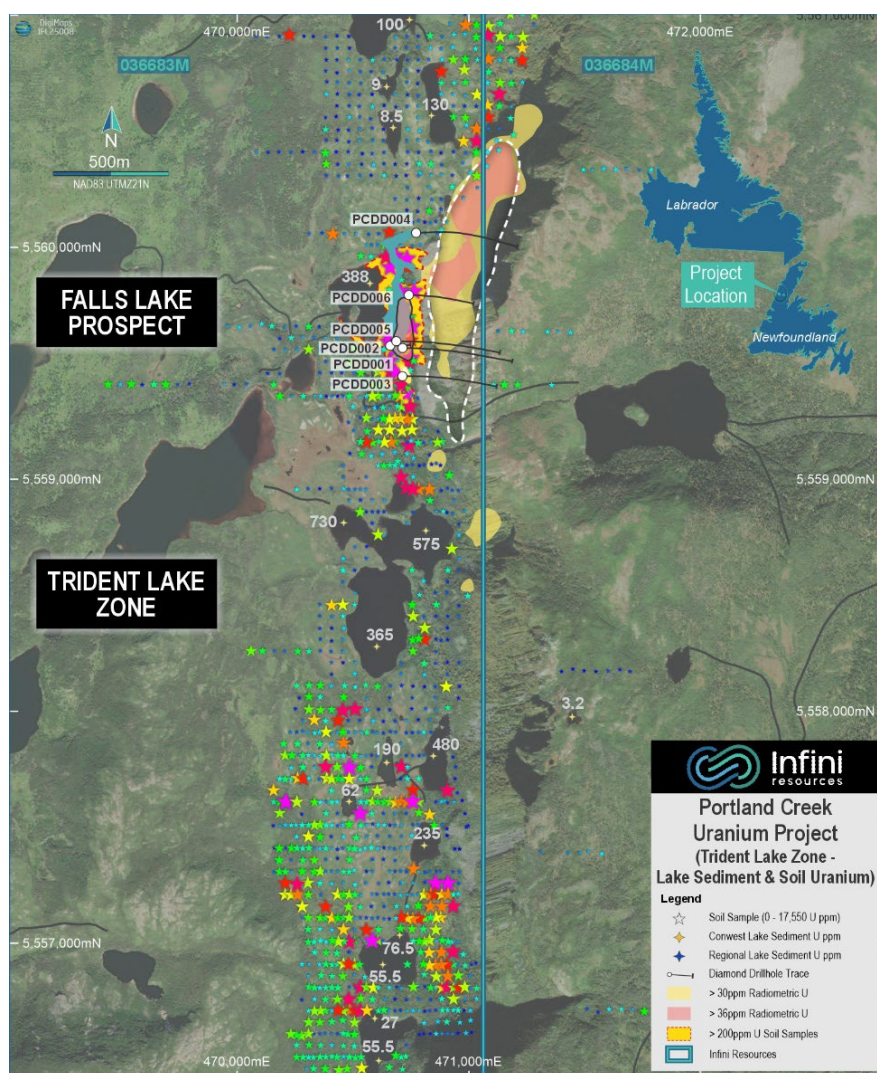 DigiMaps
IFL25008
470,000mE
472,000mE
5,561,000mN
036683M
036684M
100
9
130
8.5
N
500m
NAD83 UTMZ21N
Labrador
Project
Location
Newfoundland
PCDD004
5,560,000mN
5,560,000mN
388
FALLS LAKE
PROSPECT
PCDD006
PCDD005
PCDD002
PCDD001
PCDD003
5,559,000mN
5,559,000mN
730
575
TRIDENT LAKE
ZONE
365
3.2
5,558,000mN
190
480
62
235
5,557,000mN
76.5
55.5
27
55.5
470,000mE
471,000mE
Infini
resources
Portland Creek
Uranium Project
(Trident Lake Zone -
Lake Sediment & Soil Uranium)
Legend
Soil Sample (0 - 17,550 U ppm)
Conwest Lake Sediment U ppm
Regional Lake Sediment U ppm
Diamond Drillhole Trace
> 30ppm Radiometric U
> 36ppm Radiometric U
> 200ppm U Soil Samples
Infini Resources